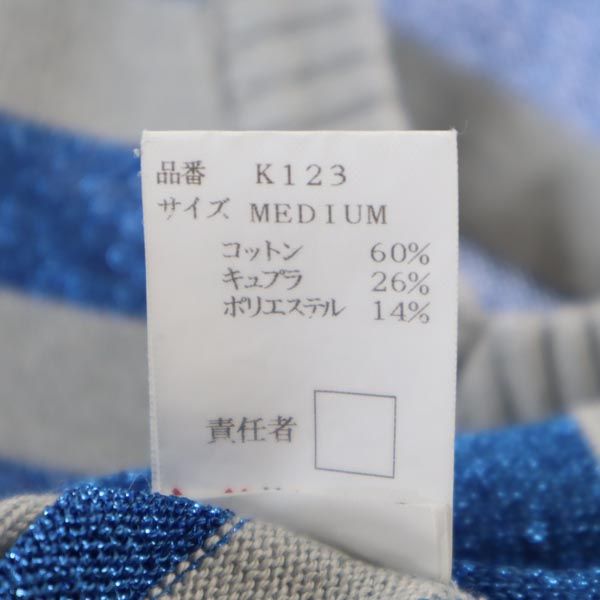 品番 K123
サイズ MEDIUM
コットン 60%
キュプラ 26%
ポリエステル 14%
責任者